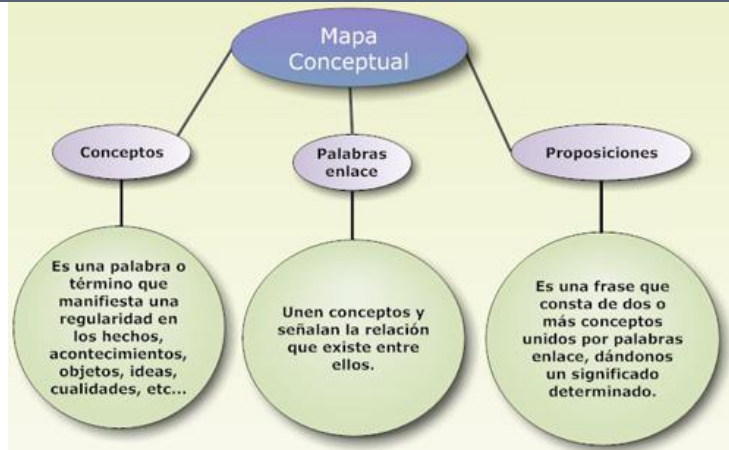 Mapa
Conceptual
Conceptos
Palabras
enlace
Proposiciones
Es una palabra o
término que
manifiesta una
regularidad en
los hechos,
acontecimientos,
objetos, ideas,
cualidades, etc...
Unen conceptos y
señalan la relación
que existe entre
ellos.
Es una frase que
consta de dos o
más conceptos
unidos por palabras
enlace, dándonos
un significado
determinado.